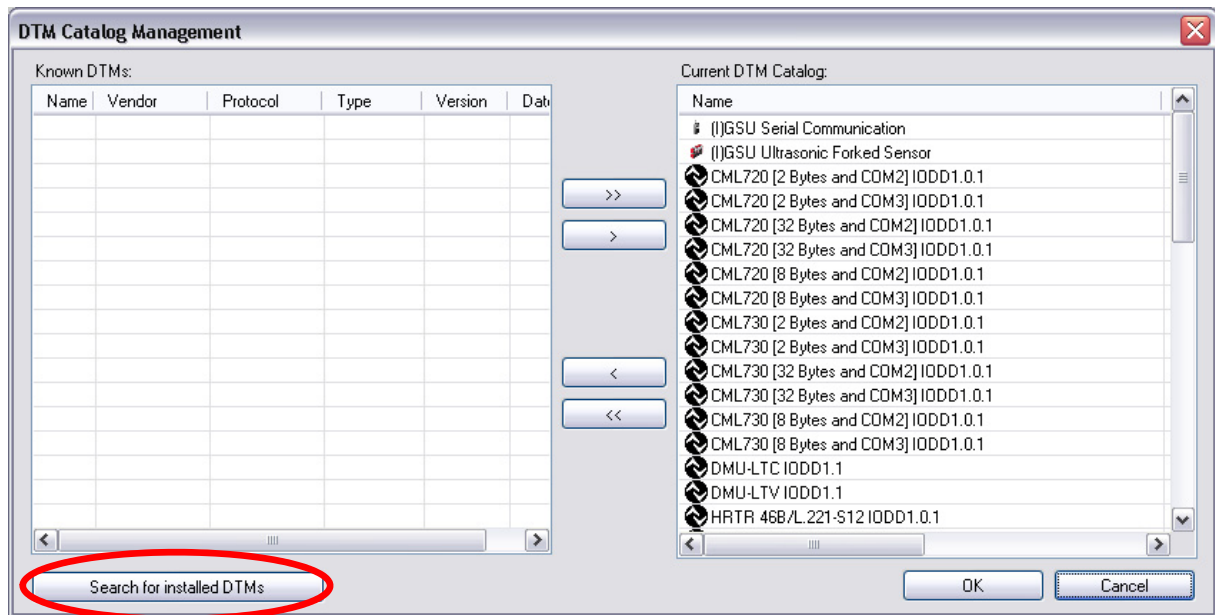 DTM Catalog Management
Known DTMs:
Name Vendor Protocol Type Version Date
>>
>
<
<<
Search for installed DTMs
Current DTM Catalog:
Name
(I)GSU Serial Communication
(I)GSU Ultrasonic Forked Sensor
CML720 [2 Bytes and COM2] IODD1.0.1
CML720 [2 Bytes and COM3] IODD1.0.1
CML720 [32 Bytes and COM2] IODD1.0.1
CML720 [32 Bytes and COM3] IODD1.0.1
CML720 [8 Bytes and COM2] IODD1.0.1
CML720 [8 Bytes and COM3] IODD1.0.1
CML730 [2 Bytes and COM2] IODD1.0.1
CML730 [2 Bytes and COM3] IODD1.0.1
CML730 [32 Bytes and COM2] IODD1.0.1
CML730 [32 Bytes and COM3] IODD1.0.1
CML730 [8 Bytes and COM2] IODD1.0.1
CML730 [8 Bytes and COM3] IODD1.0.1
DMU-LTC IODD1.1
DMU-LTV IODD1.1
HRTR 46B/L.221-S12 IODD1.0.1
OK Cancel